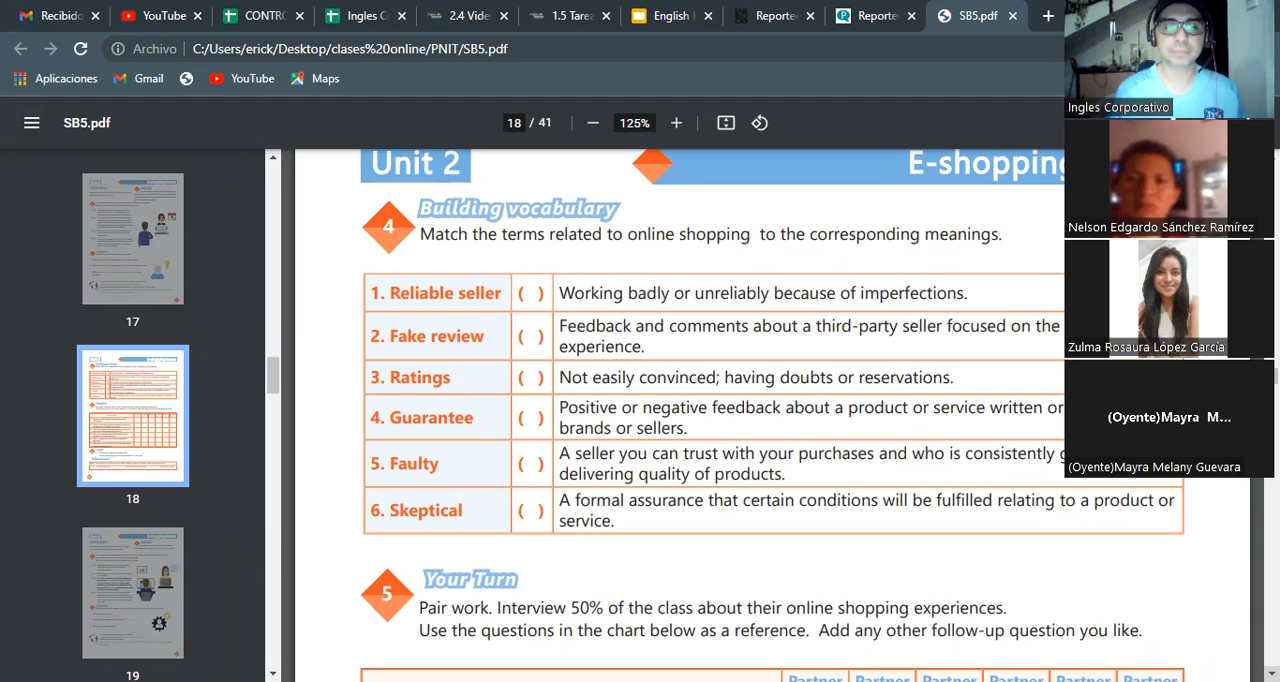 Recibido
YouTube
CONTRO
Ingles C
2.4 Vide
1.5 Tarea
English F
Reporte
Reporte
SB5.pdf
Archivo C:/Users/erick/Desktop/clases%20online/PNIT/SB5.pdf
Aplicaciones Gmail YouTube Maps
SB5.pdf 18 / 41 125%
17
18
19
Unit 2 E-shopping
4 Building vocabulary
Match the terms related to online shopping to the corresponding meanings.
1. Reliable seller ( ) Working badly or unreliably because of imperfections.
2. Fake review ( ) Feedback and comments about a third-party seller focused on the
experience.
3. Ratings ( ) Not easily convinced; having doubts or reservations.
4. Guarantee ( ) Positive or negative feedback about a product or service written or
brands or sellers.
5. Faulty ( ) A seller you can trust with your purchases and who is consistently g
delivering quality of products.
6. Skeptical ( ) A formal assurance that certain conditions will be fulfilled relating to a product or
service.
5 Your Turn
Pair work. Interview 50% of the class about their online shopping experiences.
Use the questions in the chart below as a reference. Add any other follow-up question you like.
Partner Partner Partner Partner Partner Partner
Ingles Corporativo
Nelson Edgardo Sánchez Ramírez
Zulma Rosaura López García
(Oyente)Mayra M...
(Oyente)Mayra Melany Guevara